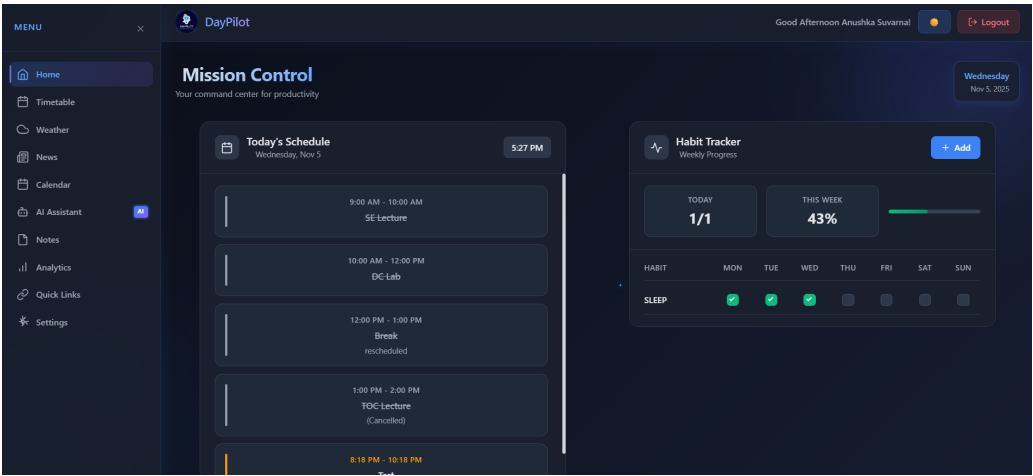 MENU ×
Home
Timetable
Weather
News
Calendar
AI Assistant AI
Notes
Analytics
Quick Links
Settings
DayPilot
Good Afternoon Anushka Suvarna!
Logout
Mission Control
Your command center for productivity
Wednesday
Nov 5, 2025
Today's Schedule
Wednesday, Nov 5
5:27 PM
9:00 AM - 10:00 AM
SE Lecture
10:00 AM - 12:00 PM
DC Lab
12:00 PM - 1:00 PM
Break
rescheduled
1:00 PM - 2:00 PM
TOC Lecture
(Cancelled)
8:18 PM - 10:18 PM
Habit Tracker
Weekly Progress
+ Add
TODAY
1/1
THIS WEEK
43%
HABIT MON TUE WED THU FRI SAT SUN
SLEEP